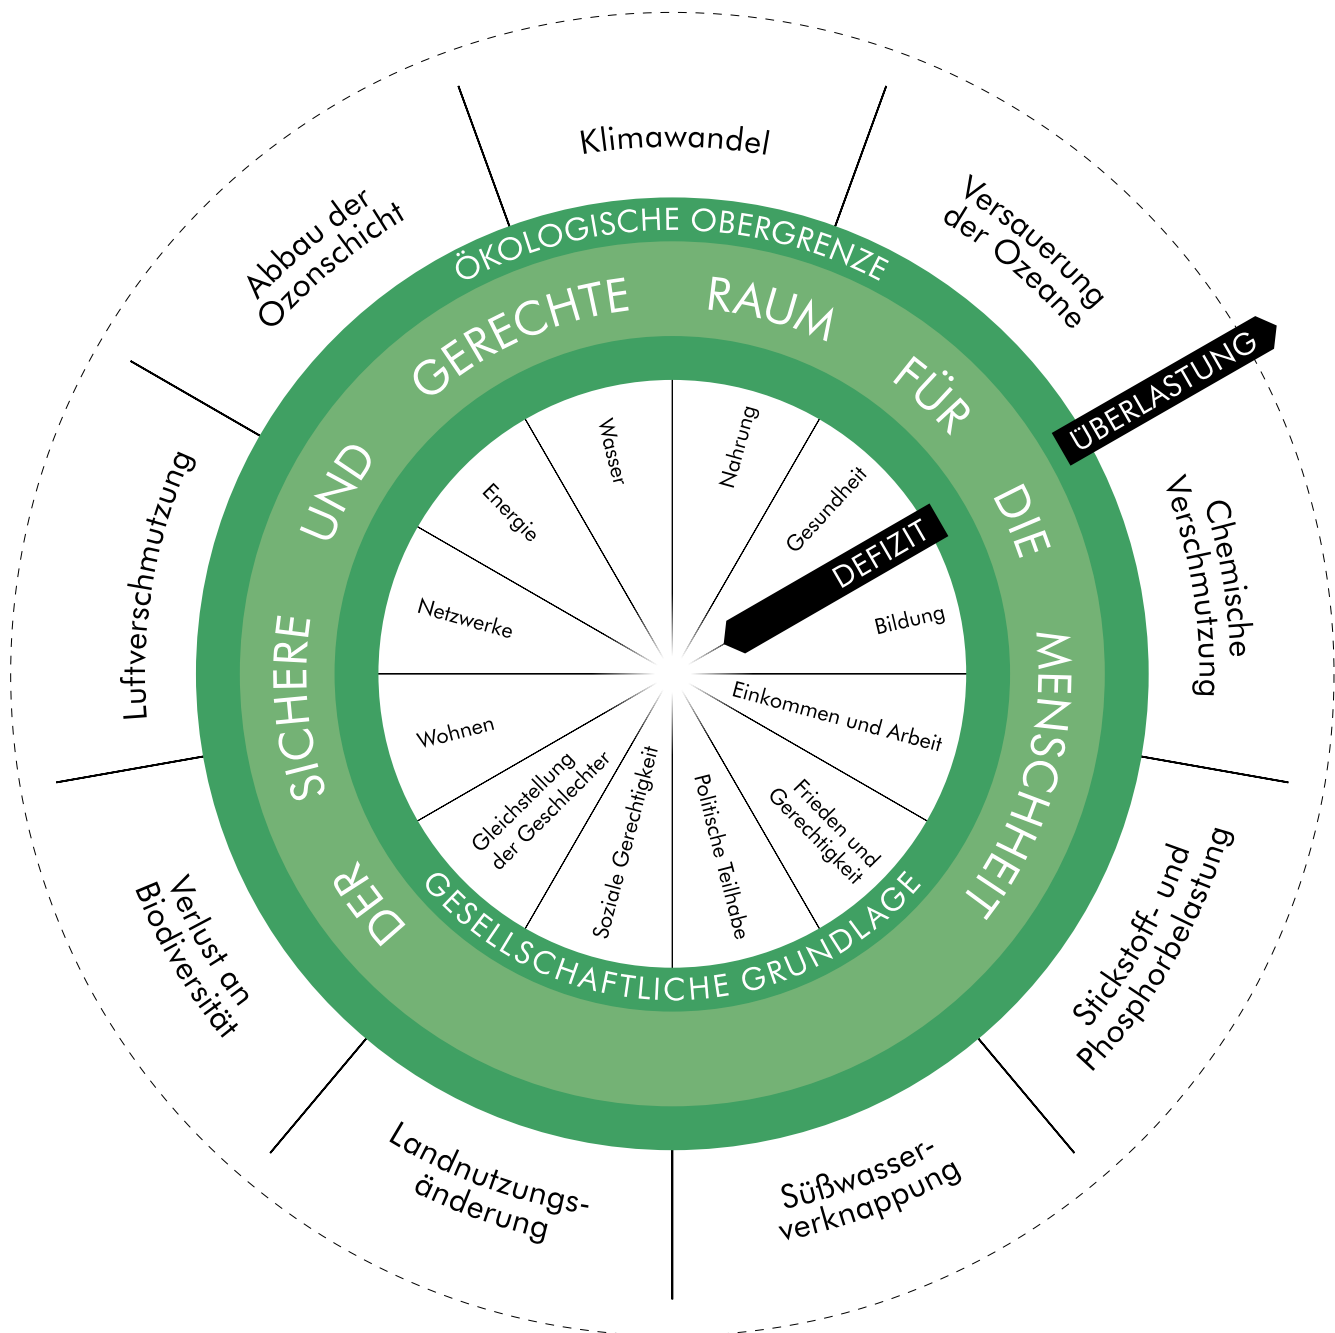 Klimawandel
Versauerung
der Ozeane
ÜBERLASTUNG
Chemische
Verschmutzung
Stickstoff- und
Phosphorbelastung
Süßwasser-
verknappung
Landnutzungs-
änderung
Verlust an
Biodiversität
Luftverschmutzung
Abbau der
Ozonschicht
ÖKOLOGISCHE OBERGRENZE
DER SICHERE UND GERECHTE RAUM FÜR DIE MENSCHHEIT
GESELLSCHAFTLICHE GRUNDLAGE
Nahrung
Gesundheit
DEFIZIT
Bildung
Einkommen und Arbeit
Frieden und
Gerechtigkeit
Politische Teilhabe
Soziale Gerechtigkeit
Gleichstellung
der Geschlechter
Wohnen
Netzwerke
Energie
Wasser